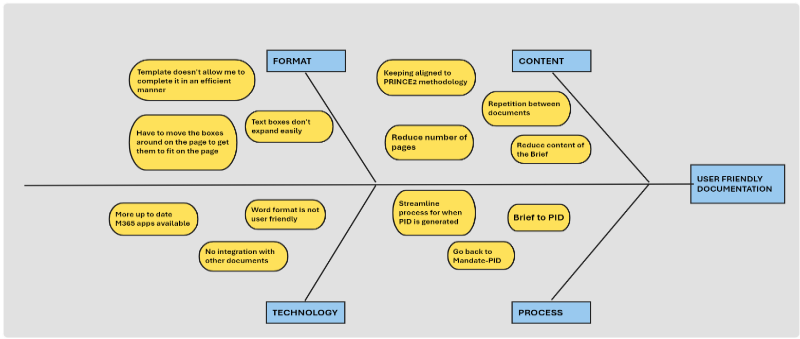 FORMAT
CONTENT
Template doesn't allow me to
complete it in an efficient
manner
Keeping aligned to
PRINCE2 methodology
Repetition between
documents
Text boxes don't
expand easily
Have to move the boxes
around on the page to get
them to fit on the page
Reduce number of
pages
Reduce content of
the Brief
USER FRIENDLY
DOCUMENTATION
More up to date
M365 apps available
Word format is not
user friendly
Streamline
process for when
PID is generated
Brief to PID
No integration with
other documents
Go back to
Mandate-PID
TECHNOLOGY
PROCESS